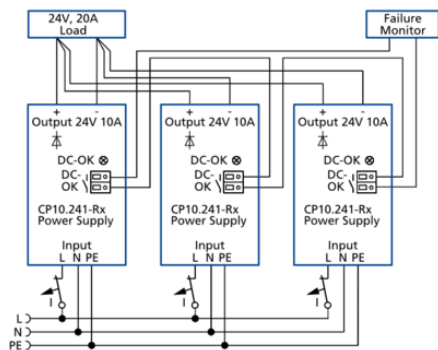 24V, 20A
Load
Failure
Monitor
+ -
Output 24V 10A
DC-OK
DC-
OK
CP10.241-Rx
Power Supply
Input
L N PE
I
+ -
Output 24V 10A
DC-OK
DC-
OK
CP10.241-Rx
Power Supply
Input
L N PE
I
+ -
Output 24V 10A
DC-OK
DC-
OK
CP10.241-Rx
Power Supply
Input
L N PE
I
L
N
PE